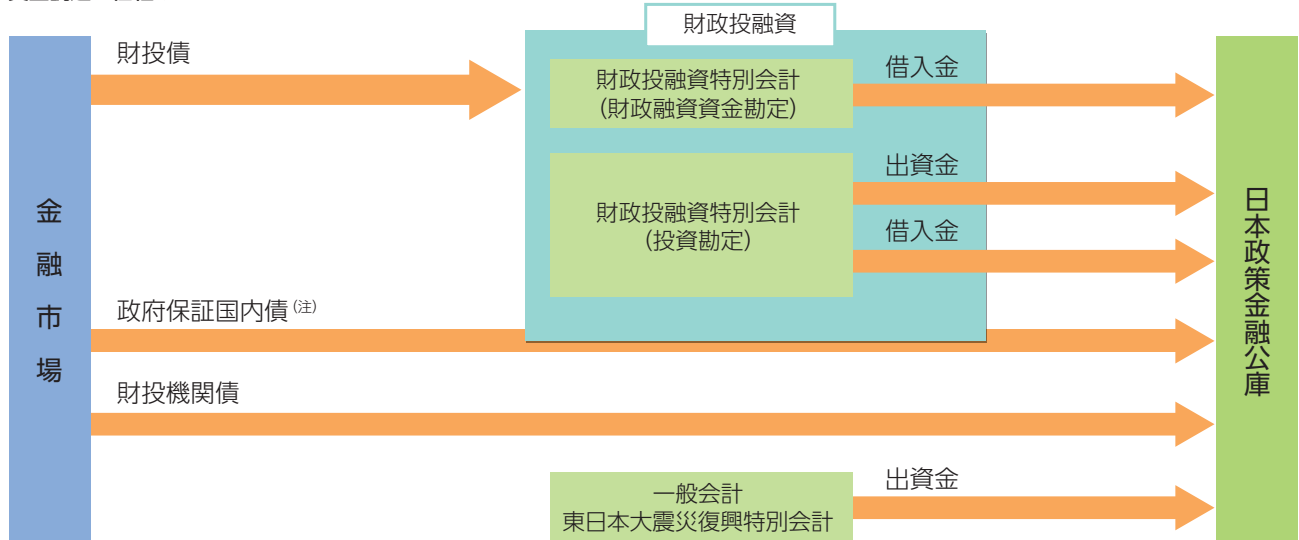 財政投融資
財投債
財政投融資特別会計
(財政融資資金勘定)
借入金
出資金
財政投融資特別会計
(投資勘定)
借入金
金融市場
日本政策金融公庫
政府保証国内債(注)
財投機関債
出資金
一般会計
東日本大震災復興特別会計